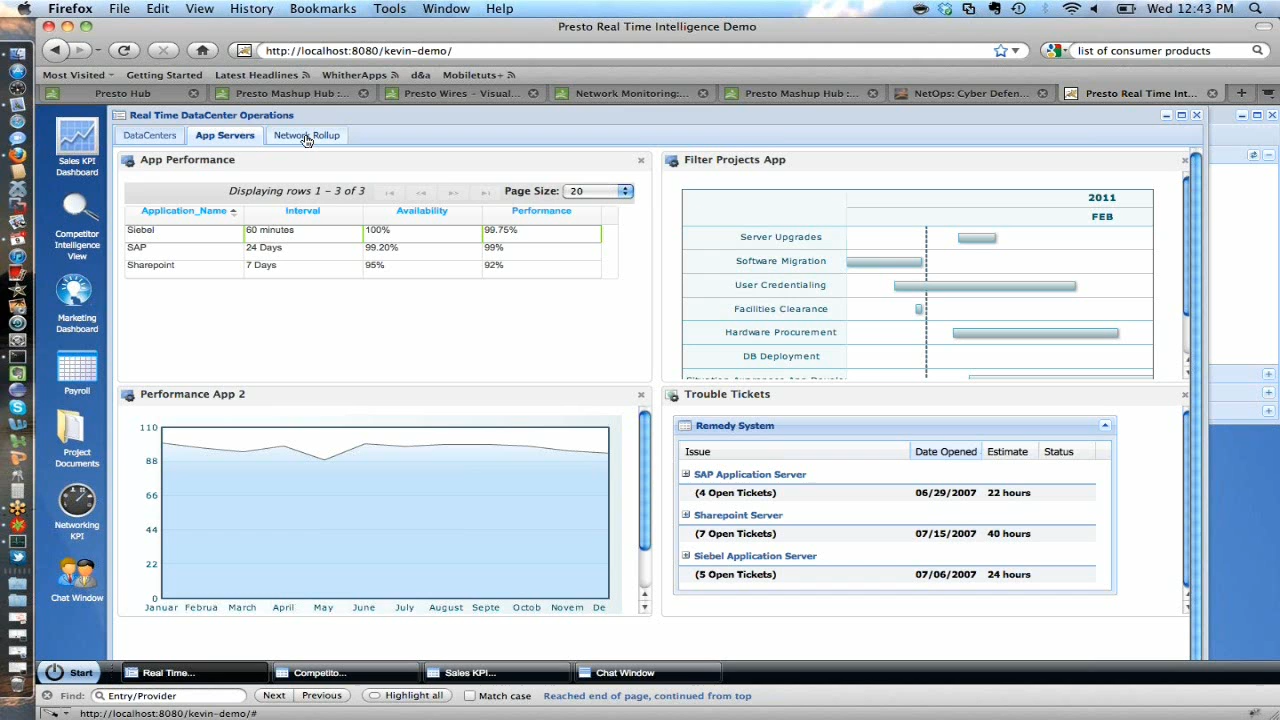 Firefox File Edit View History Bookmarks Tools Window Help Wed 12:43 PM
Presto Real Time Intelligence Demo
http://localhost:8080/kevin-demo/ list of consumer products
Most Visited Getting Started Latest Headlines WhitherApps d&a Mobiletuts+
Presto Hub Presto Mashup Hub :... Presto Wires - Visual... Network Monitoring:... Presto Mashup Hub :... NetOps: Cyber Defen... Presto Real Time Int...
Real Time DataCenter Operations
DataCenters App Servers Network Rollup
Sales KPI
Dashboard
Competitor
Intelligence
View
Marketing
Dashboard
Payroll
Project
Documents
Networking
KPI
Chat Window
App Performance
Displaying rows 1 - 3 of 3 Page Size: 20
Application_Name Interval Availability Performance
Siebel 60 minutes 100% 99.75%
SAP 24 Days 99.20% 99%
Sharepoint 7 Days 95% 92%
Filter Projects App
2011
FEB
Server Upgrades
Software Migration
User Credentialing
Facilities Clearance
Hardware Procurement
DB Deployment
Performance App 2
110
88
66
44
22
0
Januar Februa March April May June July August Septe Octob Novem De
Trouble Tickets
Remedy System
Issue Date Opened Estimate Status
SAP Application Server
(4 Open Tickets) 06/29/2007 22 hours
Sharepoint Server
(7 Open Tickets) 07/15/2007 40 hours
Siebel Application Server
(5 Open Tickets) 07/06/2007 24 hours
Start Real Time... Competito... Sales KPI... Chat Window
Find: Entry/Provider Next Previous Highlight all Match case Reached end of page, continued from top
http://localhost:8080/kevin-demo/#